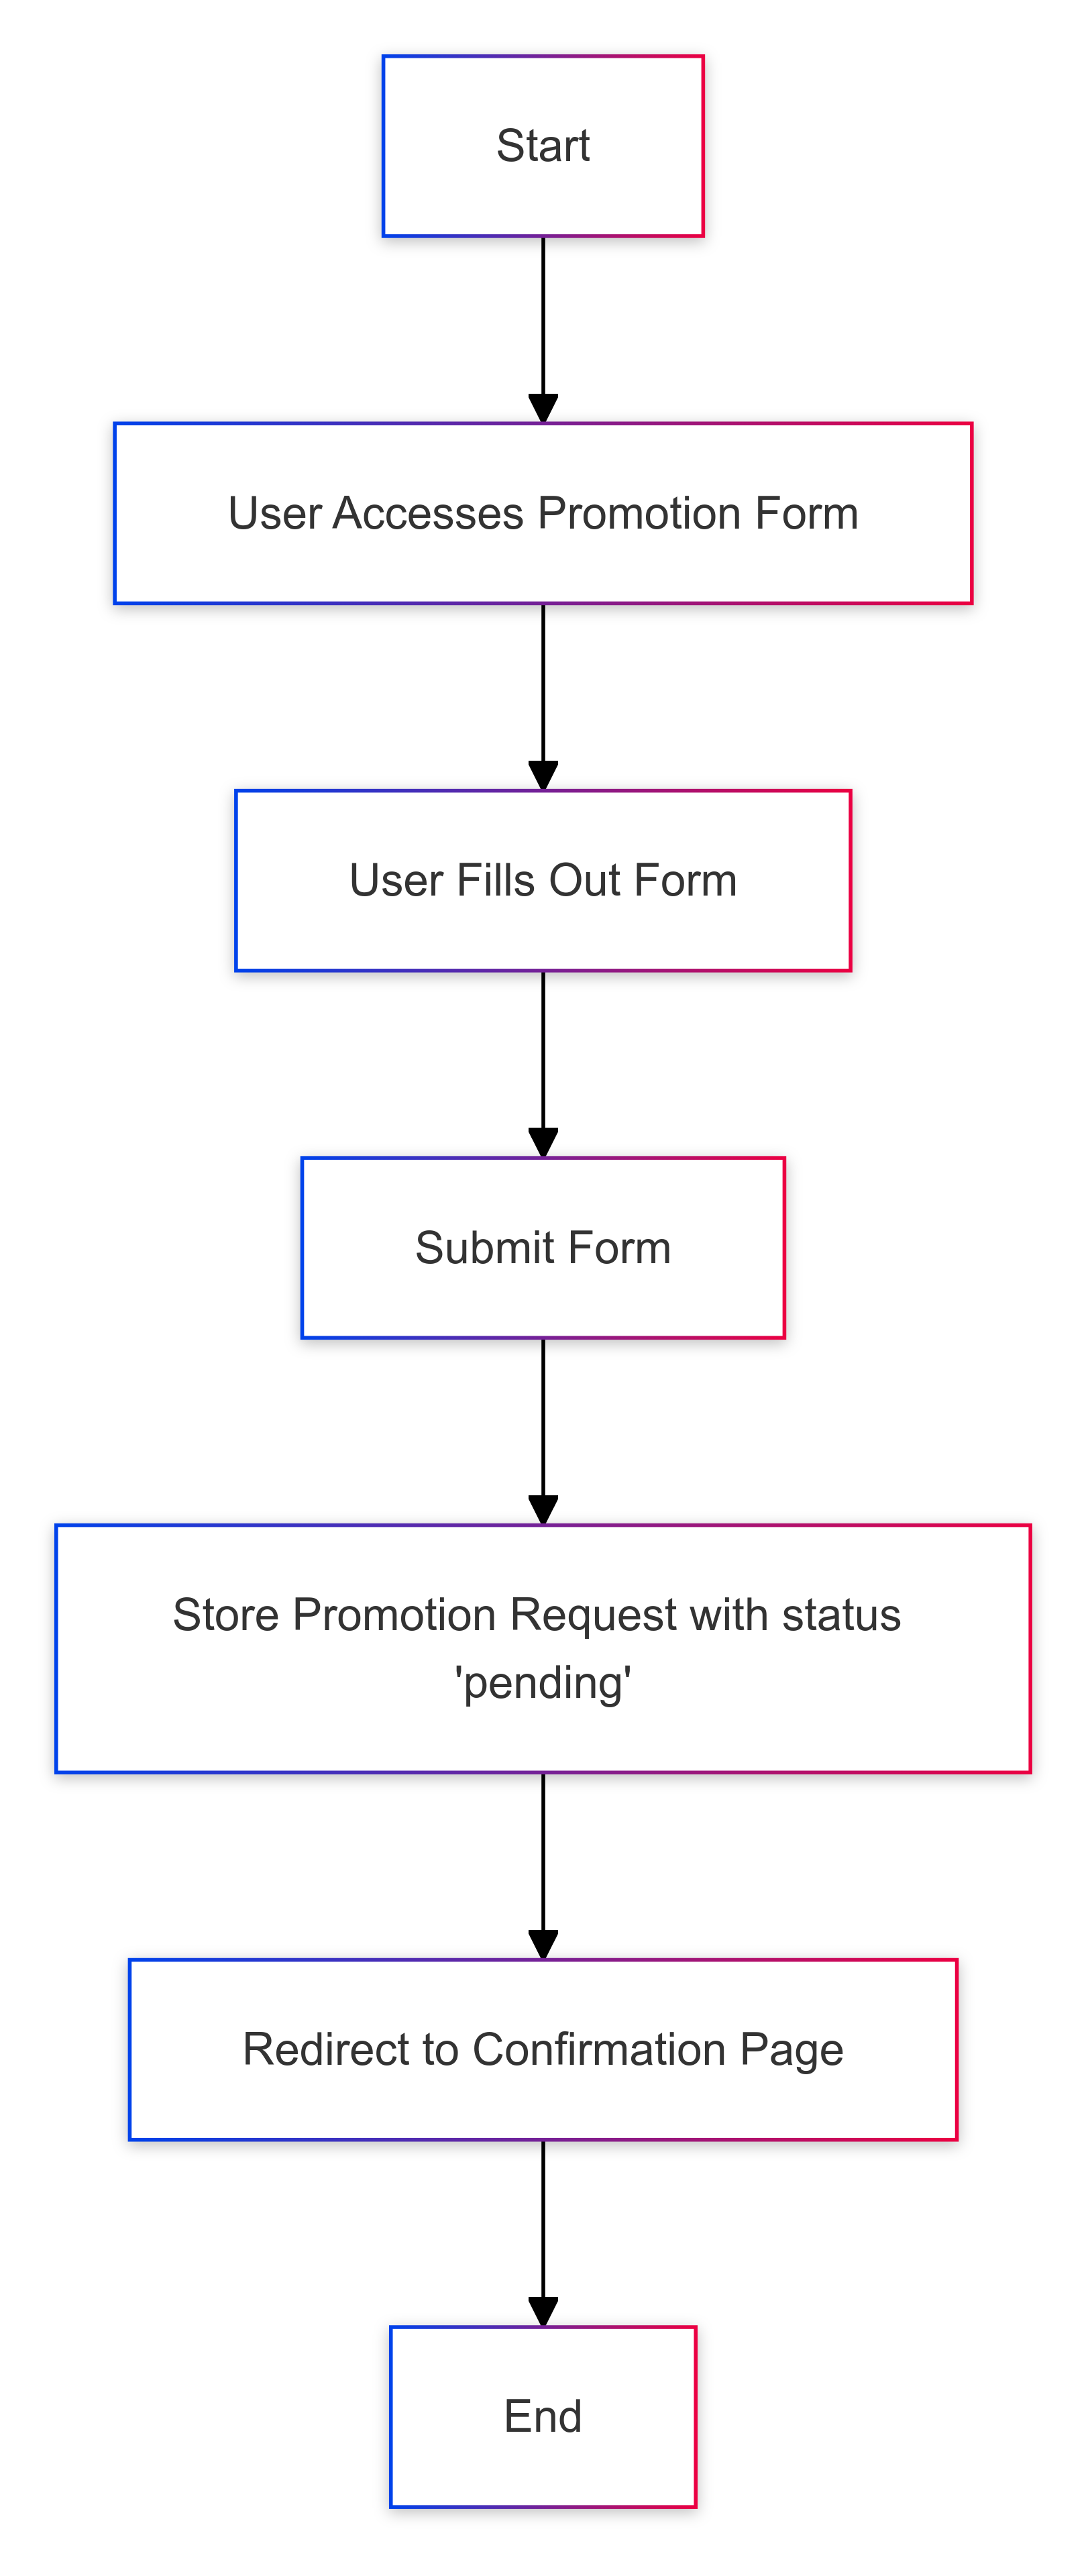 Start
User Accesses Promotion Form
User Fills Out Form
Submit Form
Store Promotion Request with status
'pending'
Redirect to Confirmation Page
End